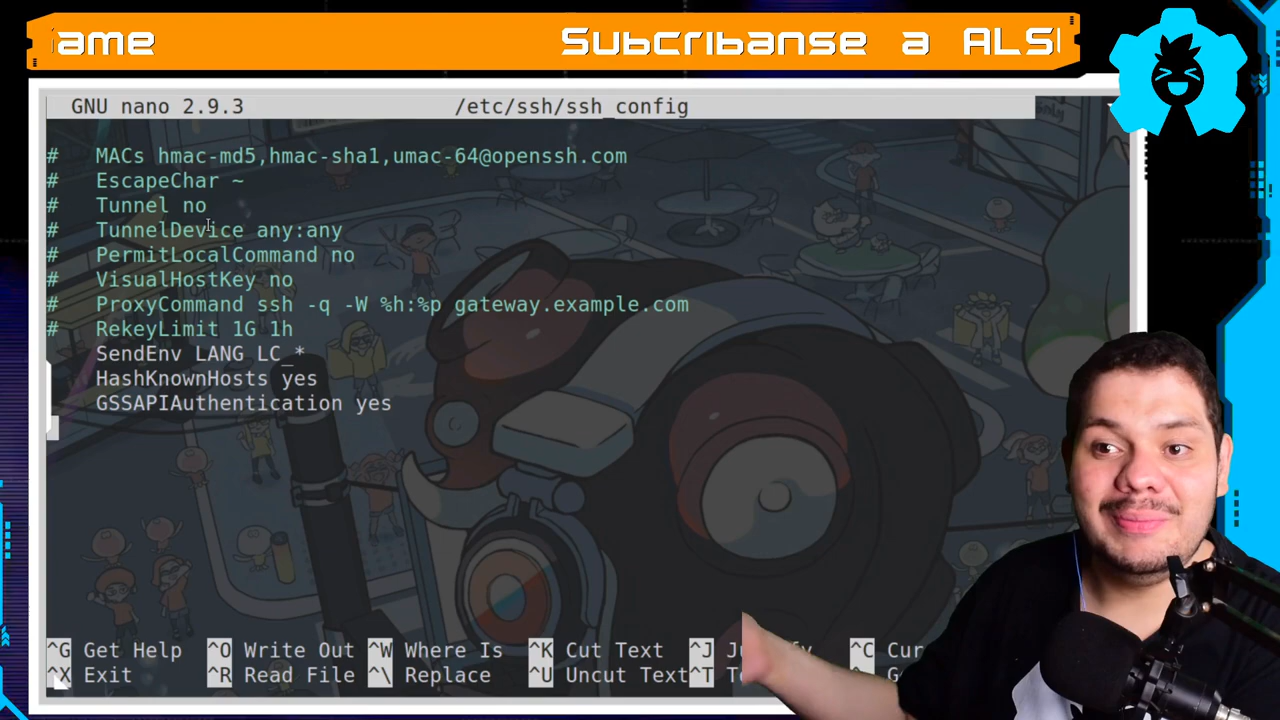 ame Subcribanse a ALS
GNU nano 2.9.3 /etc/ssh/ssh_config
# MACs hmac-md5,hmac-sha1,umac-64@openssh.com
# EscapeChar ~
# Tunnel no
# TunnelDevice any:any
# PermitLocalCommand no
# VisualHostKey no
# ProxyCommand ssh -q -W %h:%p gateway.example.com
# RekeyLimit 1G 1h
SendEnv LANG LC_*
HashKnownHosts yes
GSSAPIAuthentication yes
^G Get Help ^O Write Out ^W Where Is ^K Cut Text ^J ^C Cur
^X Exit ^R Read File ^\ Replace ^U Uncut Text ^T